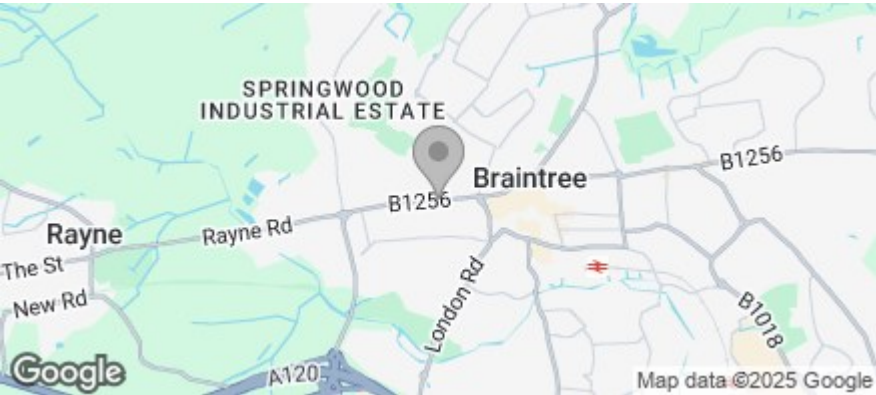 SPRINGWOOD
INDUSTRIAL ESTATE
B1256
Braintree
B1256
Rayne Rd
Rayne
The St
New Rd
London Rd
B1018
A120
Google
Map data ©2025 Google